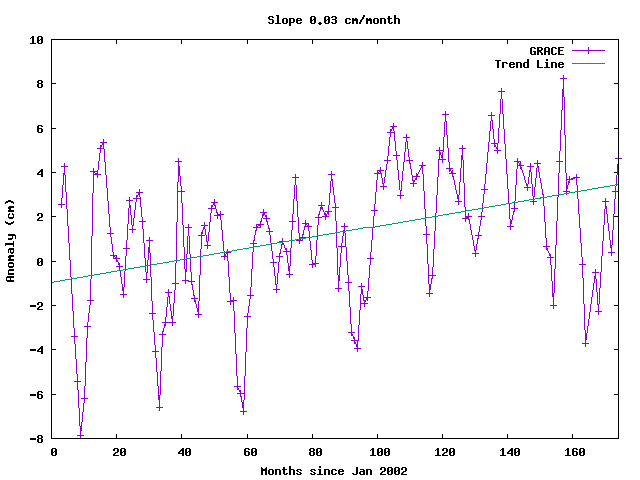 Slope 0.03 cm/month
GRACE
Trend Line
Anomaly (cm)
10
8
6
4
2
0
-2
-4
-6
-8
0 20 40 60 80 100 120 140 160
Months since Jan 2002